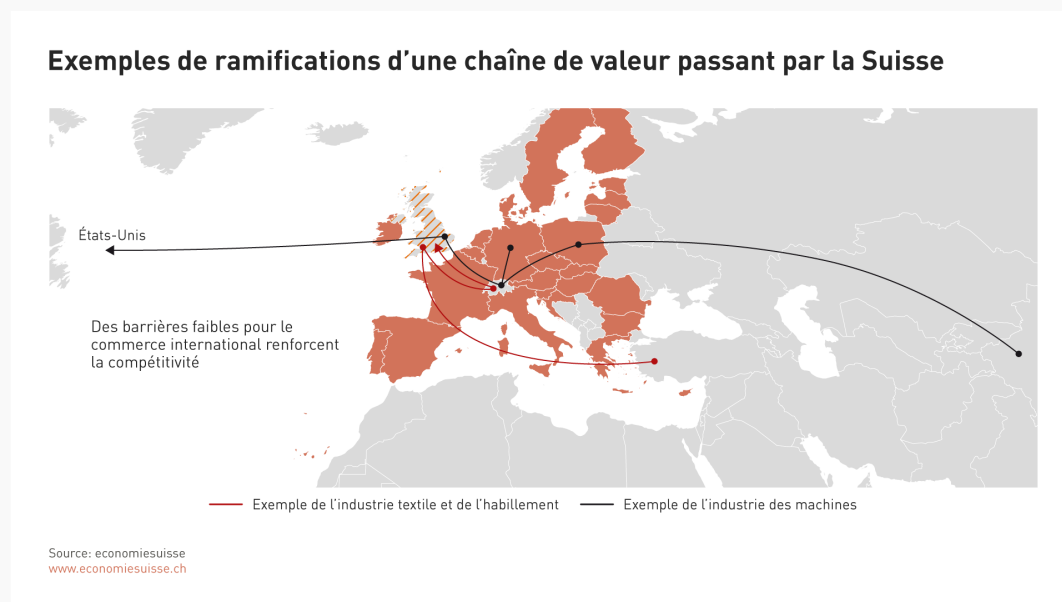 Exemples de ramifications d’une chaîne de valeur passant par la Suisse
États-Unis
Des barrières faibles pour le
commerce international renforcent
la compétitivité
Exemple de l’industrie textile et de l’habillement
Exemple de l’industrie des machines
Source: economiesuisse
www.economiesuisse.ch